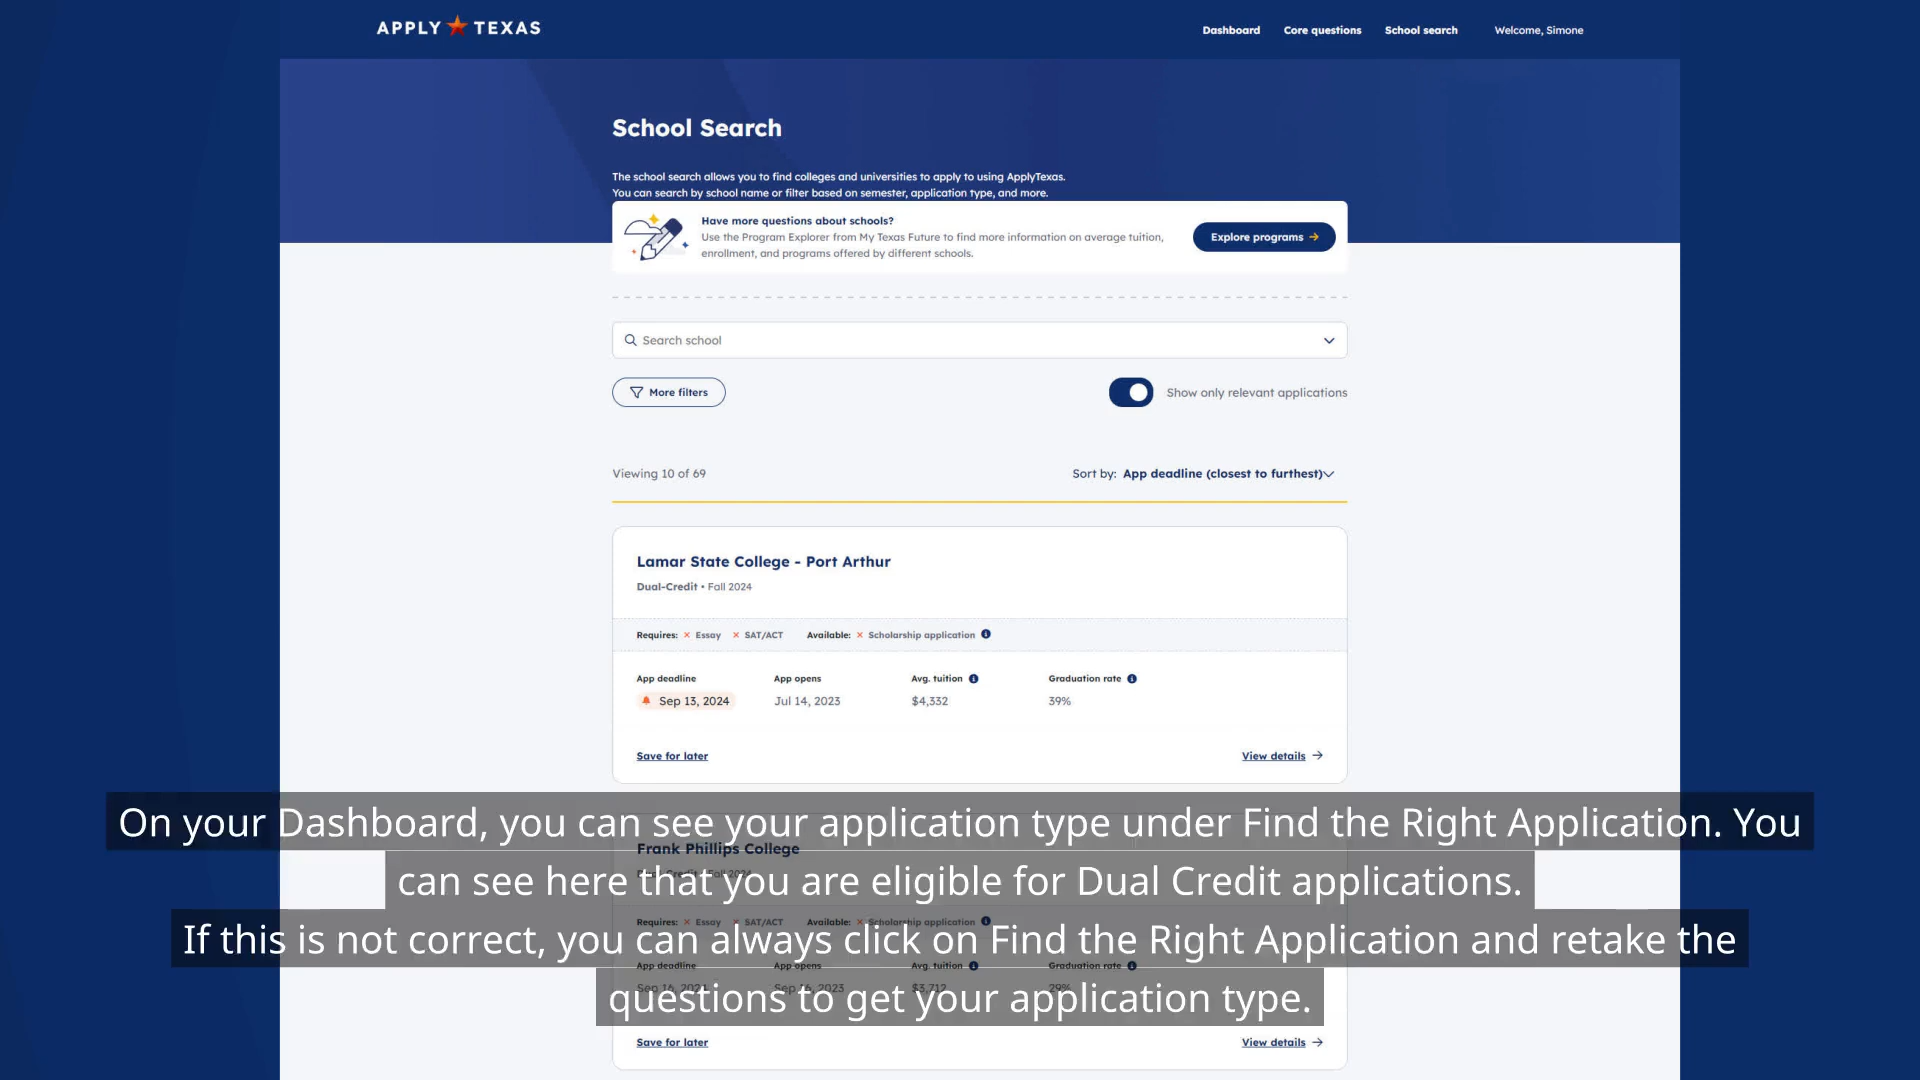 APPLY TEXAS
Dashboard Core questions School search Welcome, Simone
School Search
The school search allows you to find colleges and universities to apply to using ApplyTexas.
You can search by school name or filter based on semester, application type, and more.
Have more questions about schools?
Use the Program Explorer from My Texas Future to find more information on average tuition,
enrollment, and programs offered by different schools.
Explore programs →
Search school
More filters
Show only relevant applications
Viewing 10 of 69
Sort by: App deadline (closest to furthest)
Lamar State College - Port Arthur
Dual-Credit • Fall 2024
Requires: × Essay × SAT/ACT Available: × Scholarship application
App deadline App opens Avg. tuition Graduation rate
Sep 13, 2024 Jul 14, 2023 $4,332 39%
Save for later View details →
On your Dashboard, you can see your application type under Find the Right Application. You
Frank Phillips College
can see here that you are eligible for Dual Credit applications.
Requires: × Essay × SAT/ACT Available: × Scholarship application
If this is not correct, you can always click on Find the Right Application and retake the
App deadline App opens Avg. tuition Graduation rate
questions to get your application type.
Save for later View details →